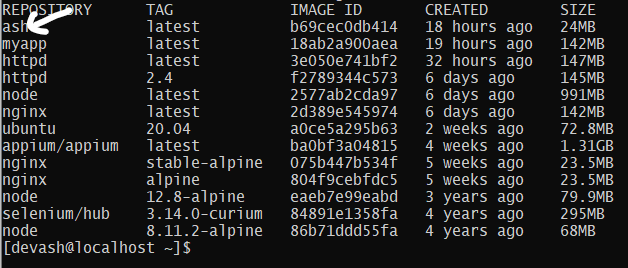 REPOSITORY TAG IMAGE ID CREATED SIZE
ash latest b69cec0db414 18 hours ago 24MB
myapp latest 18ab2a900aea 19 hours ago 142MB
httpd latest 3e050e741bf2 32 hours ago 147MB
httpd 2.4 f2789344c573 6 days ago 145MB
node latest 2577ab2cda97 6 days ago 991MB
nginx latest 2d389e545974 6 days ago 142MB
ubuntu 20.04 a0ce5a295b63 2 weeks ago 72.8MB
appium/appium latest ba0bf3a04815 4 weeks ago 1.31GB
nginx stable-alpine 075b447b534f 5 weeks ago 23.5MB
nginx alpine 804f9cebfdc5 5 weeks ago 23.5MB
node 12.8-alpine eaeb7e99eabd 3 years ago 79.9MB
selenium/hub 3.14.0-curium 84891e1358fa 4 years ago 295MB
node 8.11.2-alpine 86b71ddd55fa 4 years ago 68MB
[devash@localhost ~]$